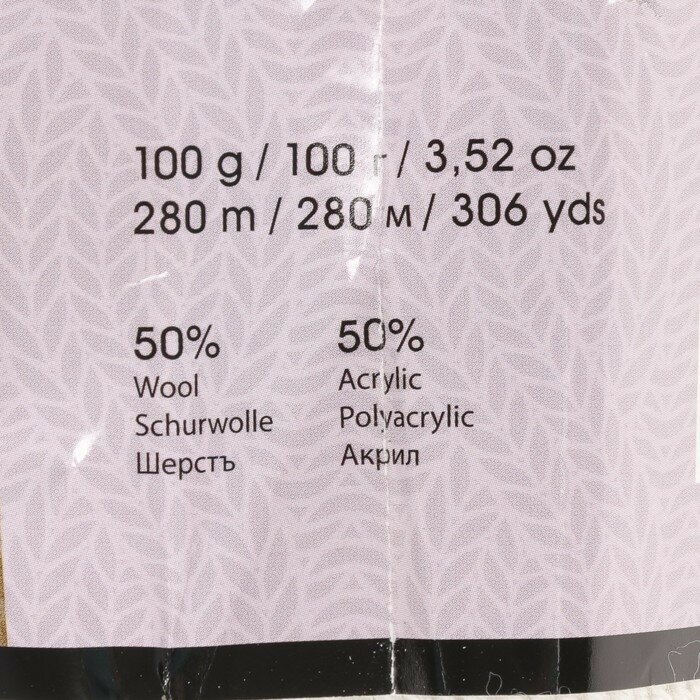 100 g / 100 г / 3,52 oz
280 m / 280 м / 306 yds
50% 50%
Wool Acrylic
Schurwolle Polyacrylic
Шерстъ Акрил